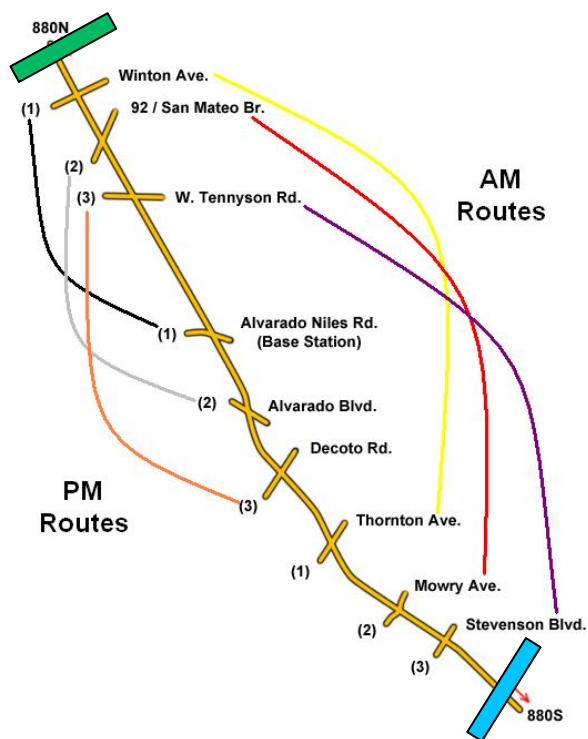 880N
Winton Ave.
(1)
92 / San Mateo Br.
(2)
(3)
W. Tennyson Rd.
AM
Routes
(1)
Alvarado Niles Rd.
(Base Station)
(2)
Alvarado Blvd.
Decoto Rd.
PM
Routes
(3)
Thornton Ave.
(1)
Mowry Ave.
(2)
Stevenson Blvd.
(3)
880S